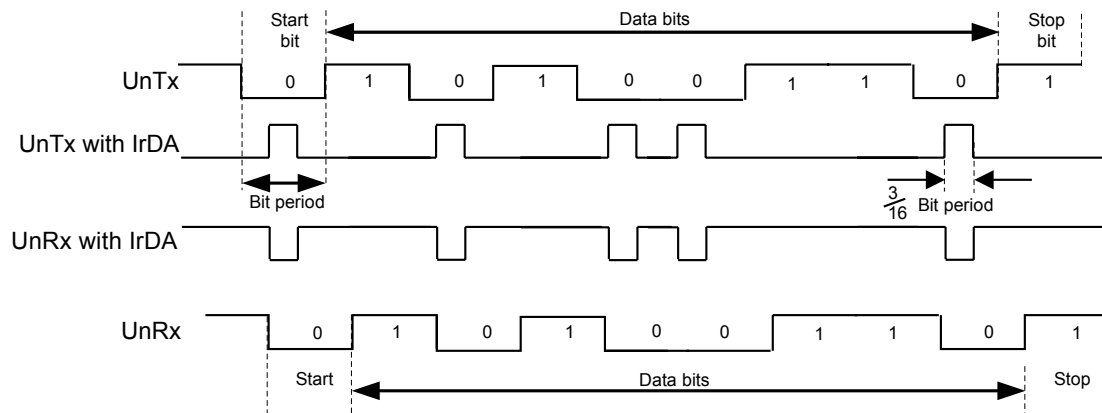 Start bit
Data bits
Stop bit
UnTx
0 1 0 1 0 0 1 1 0 1
UnTx with IrDA
Bit period
3/16 Bit period
UnRx with IrDA
UnRx
0 1 0 1 0 0 1 1 0 1
Start
Data bits
Stop